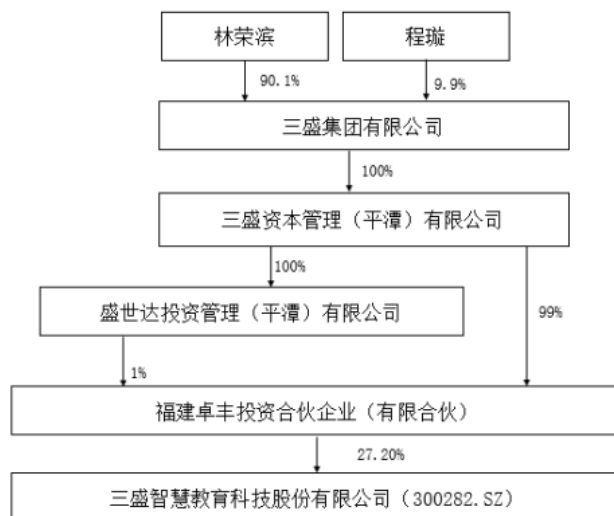 林荣滨
程璇
90.1%
9.9%
三盛集团有限公司
100%
三盛资本管理（平潭）有限公司
100%
盛世达投资管理（平潭）有限公司
99%
1%
福建卓丰投资合伙企业（有限合伙）
27.20%
三盛智慧教育科技股份有限公司（300282.SZ）